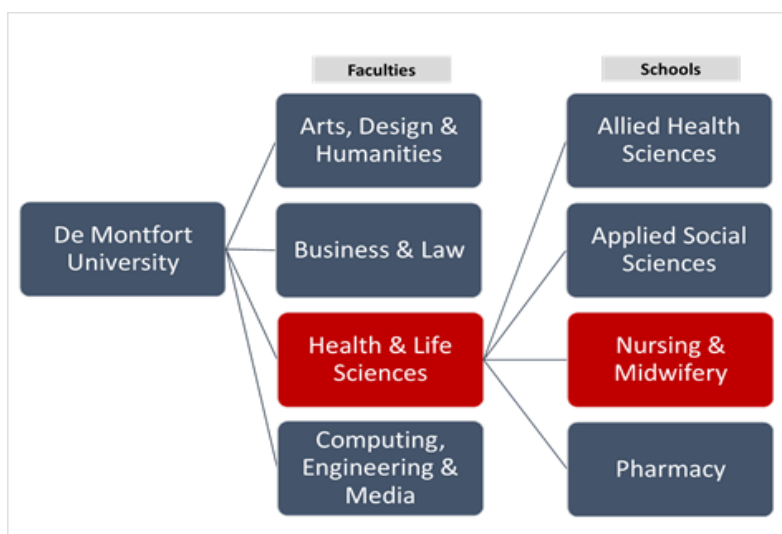 Faculties
Schools
De Montfort
University
Arts, Design &
Humanities
Business & Law
Health & Life
Sciences
Computing,
Engineering &
Media
Allied Health
Sciences
Applied Social
Sciences
Nursing &
Midwifery
Pharmacy